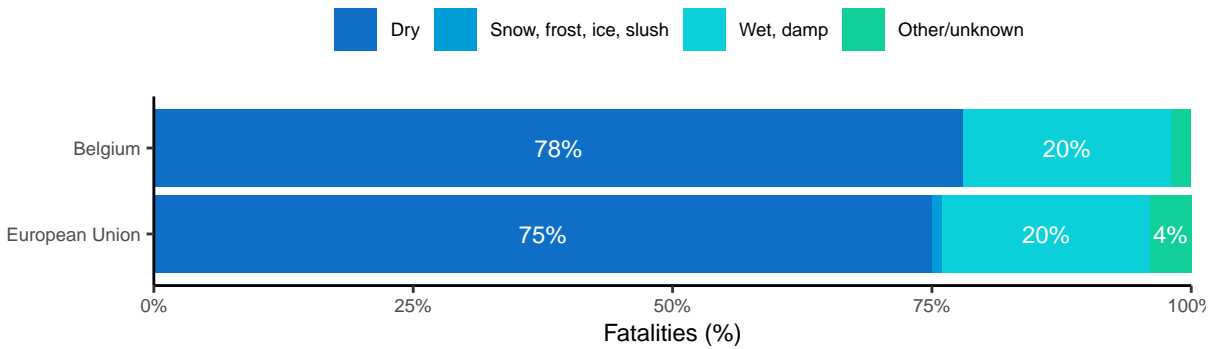 Dry Snow, frost, ice, slush Wet, damp Other/unknown
Belgium 78% 20%
European Union 75% 20% 4%
0% 25% 50% 75% 100%
Fatalities (%)